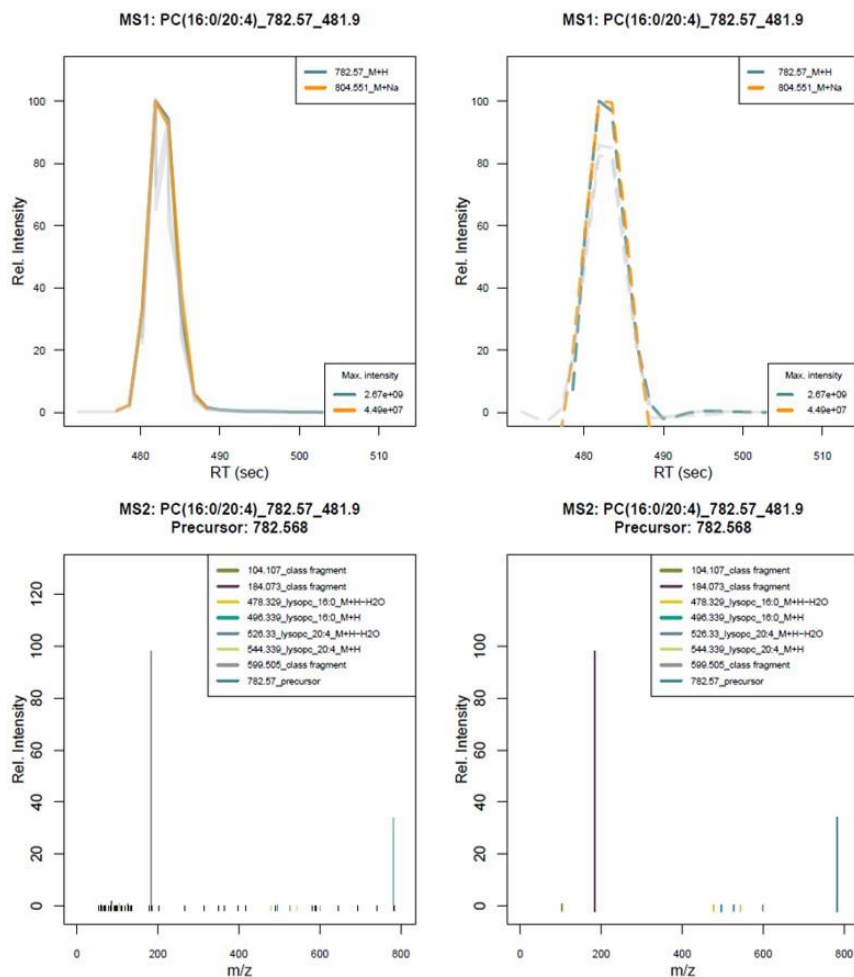 MS1: PC(16:0/20:4)_782.57_481.9
782.57_M+H
804.551_M+Na
100
80
60
40
20
0
Rel. Intensity
Max. intensity
2.67e+09
4.49e+07
480
490
500
510
RT (sec)
MS1: PC(16:0/20:4)_782.57_481.9
782.57_M+H
804.551_M+Na
100
80
60
40
20
0
Rel. Intensity
Max. intensity
2.67e+09
4.49e+07
480
490
500
510
RT (sec)
MS2: PC(16:0/20:4)_782.57_481.9
Precursor: 782.568
104.107_class fragment
184.073_class fragment
478.329_lysopc_16:0_M+H-H2O
496.339_lysopc_16:0_M+H
526.33_lysopc_20:4_M+H-H2O
544.339_lysopc_20:4_M+H
599.505_class fragment
782.57_precursor
120
100
80
60
40
20
0
Rel. Intensity
0
200
400
600
800
m/z
MS2: PC(16:0/20:4)_782.57_481.9
Precursor: 782.568
104.107_class fragment
184.073_class fragment
478.329_lysopc_16:0_M+H-H2O
496.339_lysopc_16:0_M+H
526.33_lysopc_20:4_M+H-H2O
544.339_lysopc_20:4_M+H
599.505_class fragment
782.57_precursor
120
100
80
60
40
20
0
Rel. Intensity
0
200
400
600
800
m/z